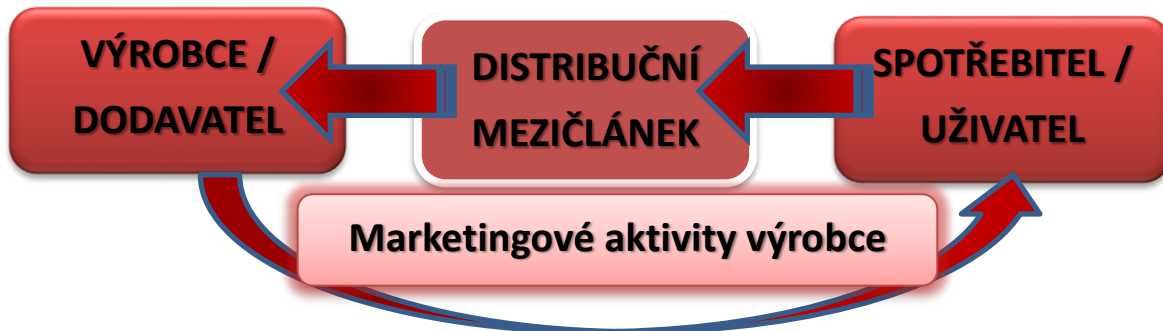 VÝROBCE /
DODAVATEL
DISTRIBUČNÍ
MEZIČLÁNEK
SPOTŘEBITEL /
UŽIVATEL
Marketingové aktivity výrobce